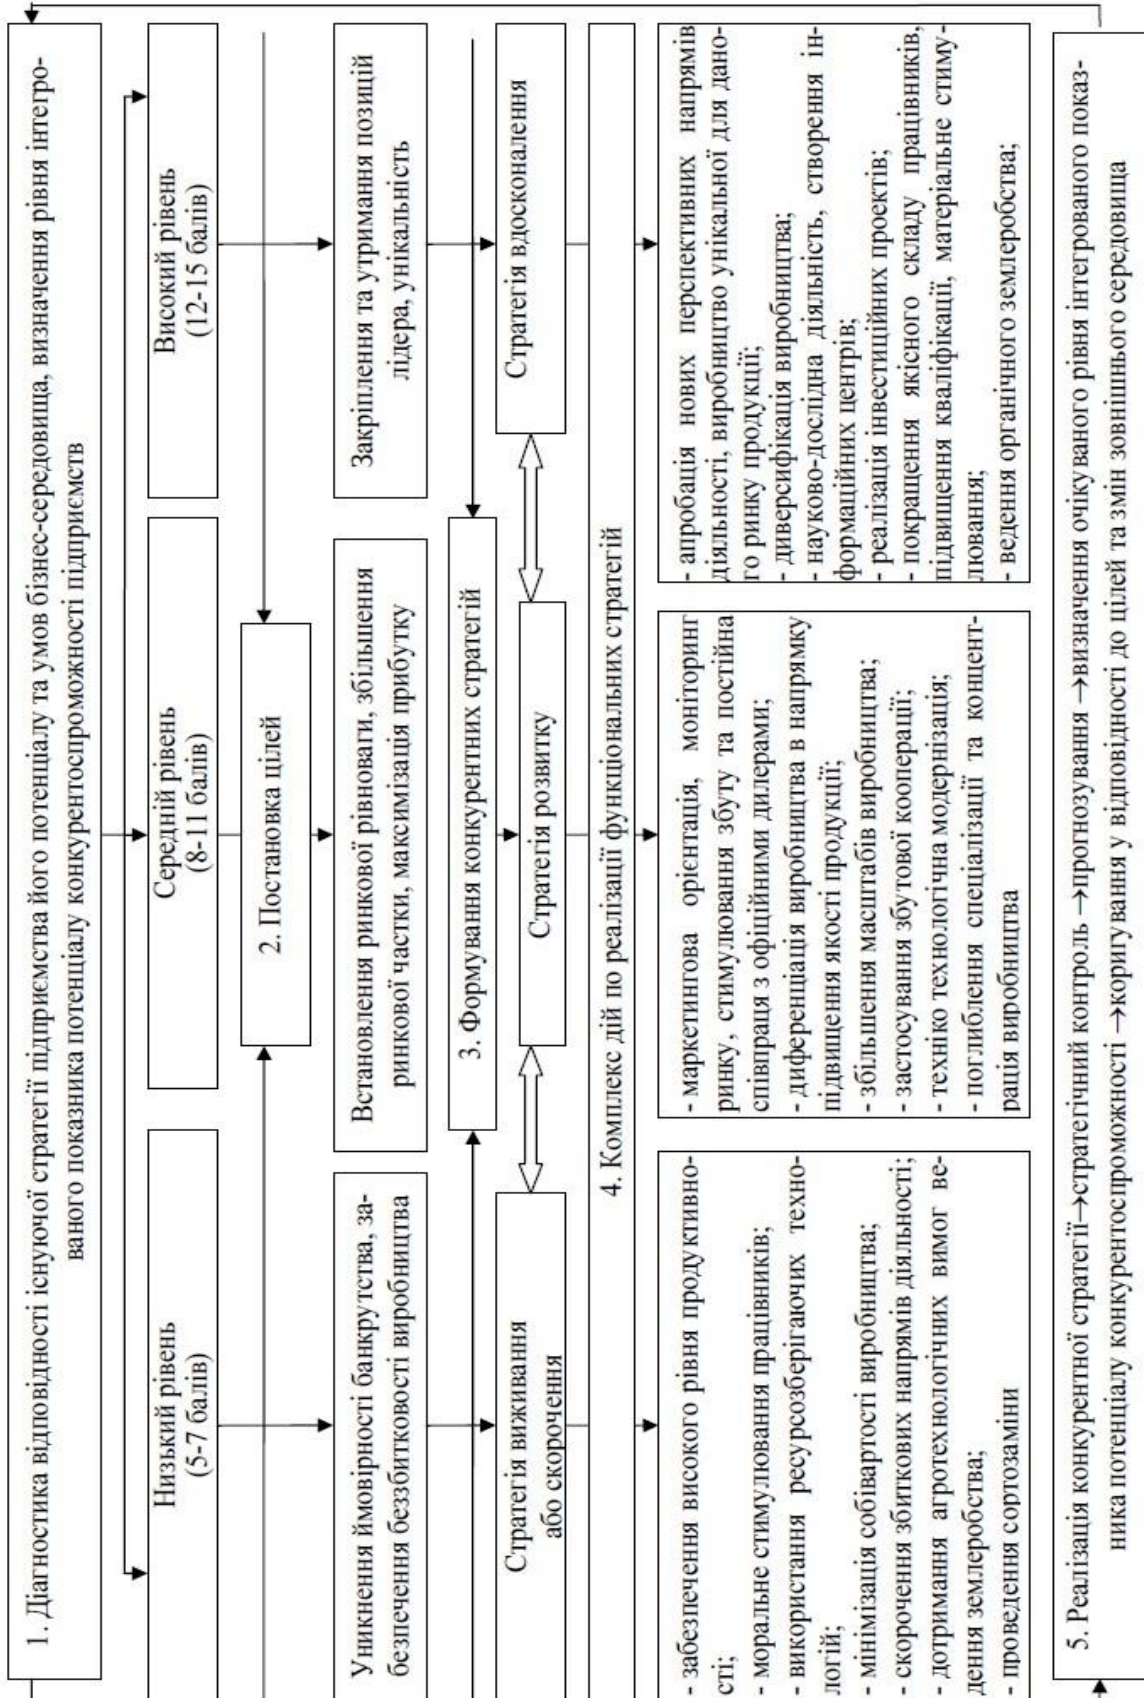 1. Діагностика відповідності існуючої стратегії підприємства його потенціалу та умов бізнес-середовища, визначення рівня інтегро-
ваного показника потенціалу конкурентоспроможності підприємств
Низький рівень
(5-7 балів)
Середній рівень
(8-11 балів)
Високий рівень
(12-15 балів)
2. Постановка цілей
Уникнення ймовірності банкрутства, за-
безпечення беззбитковості виробництва
Встановлення ринкової рівноваги, збільшення
ринкової частки, максимізація прибутку
Закріплення та утримання позицій
лідера, унікальність
3. Формування конкурентних стратегій
Стратегія виживання
або скорочення
Стратегія розвитку
Стратегія вдосконалення
4. Комплекс дій по реалізації функціональних стратегій
- забезпечення високого рівня продуктивно-
сті;
- моральне стимулювання працівників;
- використання ресурсозберігаючих техно-
логій;
- мінімізація собівартості виробництва;
- скорочення збиткових напрямів діяльності;
- дотримання агротехнологічних вимог ве-
дення землеробства;
- проведення сортозаміни
- маркетингова орієнтація, моніторинг
ринку, стимулювання збуту та постійна
співпраця з офіційними дилерами;
- диференціація виробництва в напрямку
підвищення якості продукції;
- збільшення масштабів виробництва;
- застосування збутової кооперації;
- техніко технологічна модернізація;
- поглиблення спеціалізації та концент-
рація виробництва
- апробація нових перспективних напрямів
діяльності, виробництво унікальної для дано-
го ринку продукції;
- диверсифікація виробництва;
- науково-дослідна діяльність, створення ін-
формаційних центрів;
- реалізація інвестиційних проектів;
- покращення якісного складу працівників,
підвищення кваліфікації, матеріальне стиму-
лювання;
- ведення органічного землеробства;
5. Реалізація конкурентної стратегії→стратегічний контроль →прогнозування →визначення очікуваного рівня інтегрованого показ-
ника потенціалу конкурентоспроможності →коригування у відповідності до цілей та змін зовнішнього середовища